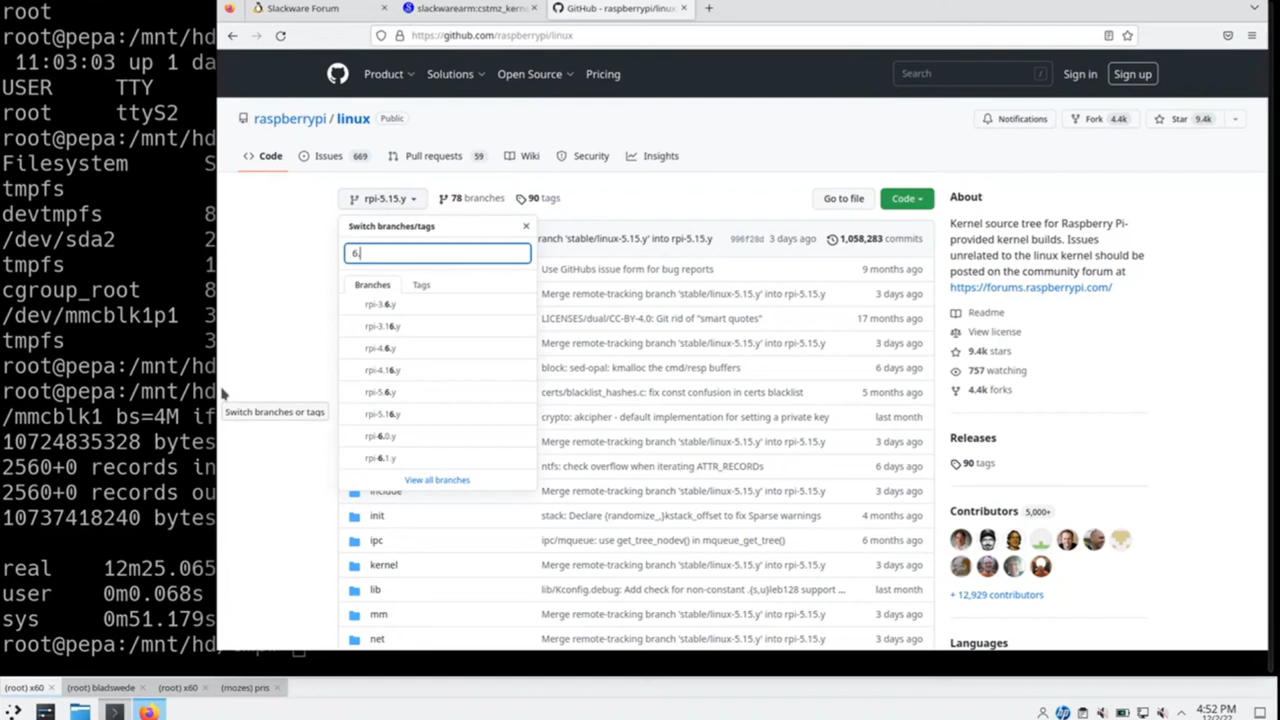 root
root@pepa:/mnt/hd
11:03:03 up 1 da
USER TTY
root ttyS2
root@pepa:/mnt/hd
Filesystem S
tmpfs
devtmpfs 8
/dev/sda2 2
tmpfs 1
cgroup_root 8
/dev/mmcblk1p1 3
tmpfs 3
root@pepa:/mnt/hd
root@pepa:/mnt/hd
/mmcblk1 bs=4M if
10724835328 bytes
2560+0 records in
2560+0 records ou
10737418240 bytes
real 12m25.065
user 0m0.068s
sys 0m51.179s
root@pepa:/mnt/hd
Slackware Forum
slackwarearm:cstmz_kerne
GitHub - raspberrypi/linux:
https://github.com/raspberrypi/linux
Product Solutions Open Source Pricing
Search /
Sign in Sign up
raspberrypi / linux Public
Notifications Fork 4.4k Star 9.4k
Code Issues 669 Pull requests 59 Wiki Security Insights
rpi-5.15.y 78 branches 90 tags
Go to file Code
Switch branches/tags
6.
Branches Tags
rpi-3.6.y
rpi-3.16.y
rpi-4.6.y
rpi-4.16.y
rpi-5.6.y
rpi-5.16.y
rpi-6.0.y
rpi-6.1.y
View all branches
Switch branches or tags
ranch 'stable/linux-5.15.y' into rpi-5.15.y 996f28d 3 days ago 1,058,283 commits
Use GitHubs issue form for bug reports 9 months ago
Merge remote-tracking branch 'stable/linux-5.15.y' into rpi-5.15.y 3 days ago
LICENSES/dual/CC-BY-4.0: Git rid of "smart quotes" 17 months ago
Merge remote-tracking branch 'stable/linux-5.15.y' into rpi-5.15.y 3 days ago
block: sed-opal: kmalloc the cmd/resp buffers 6 days ago
certs/blacklist_hashes.c: fix const confusion in certs blacklist 5 months ago
crypto: akcipher - default implementation for setting a private key last month
Merge remote-tracking branch 'stable/linux-5.15.y' into rpi-5.15.y 3 days ago
ntfs: check overflow when iterating ATTR_RECORDS 6 days ago
include Merge remote-tracking branch 'stable/linux-5.15.y' into rpi-5.15.y 3 days ago
init stack: Declare {randomize_,}kstack_offset to fix Sparse warnings 4 months ago
ipc ipc/mqueue: use get_tree_nodev() in mqueue_get_tree() 6 months ago
kernel Merge remote-tracking branch 'stable/linux-5.15.y' into rpi-5.15.y 3 days ago
lib lib/Kconfig.debug: Add check for non-constant .{s,u}leb128 support ... last month
mm Merge remote-tracking branch 'stable/linux-5.15.y' into rpi-5.15.y 3 days ago
net Merge remote-tracking branch 'stable/linux-5.15.y' into rpi-5.15.y 3 days ago
About
Kernel source tree for Raspberry Pi-
provided kernel builds. Issues
unrelated to the linux kernel should be
posted on the community forum at
https://forums.raspberrypi.com/
Readme
View license
9.4k stars
757 watching
4.4k forks
Releases
90 tags
Contributors 5,000+
+ 12,929 contributors
Languages
(root) x60 (root) bladswede (root) x60 (mozes) pris
4:52 PM
12/2/22